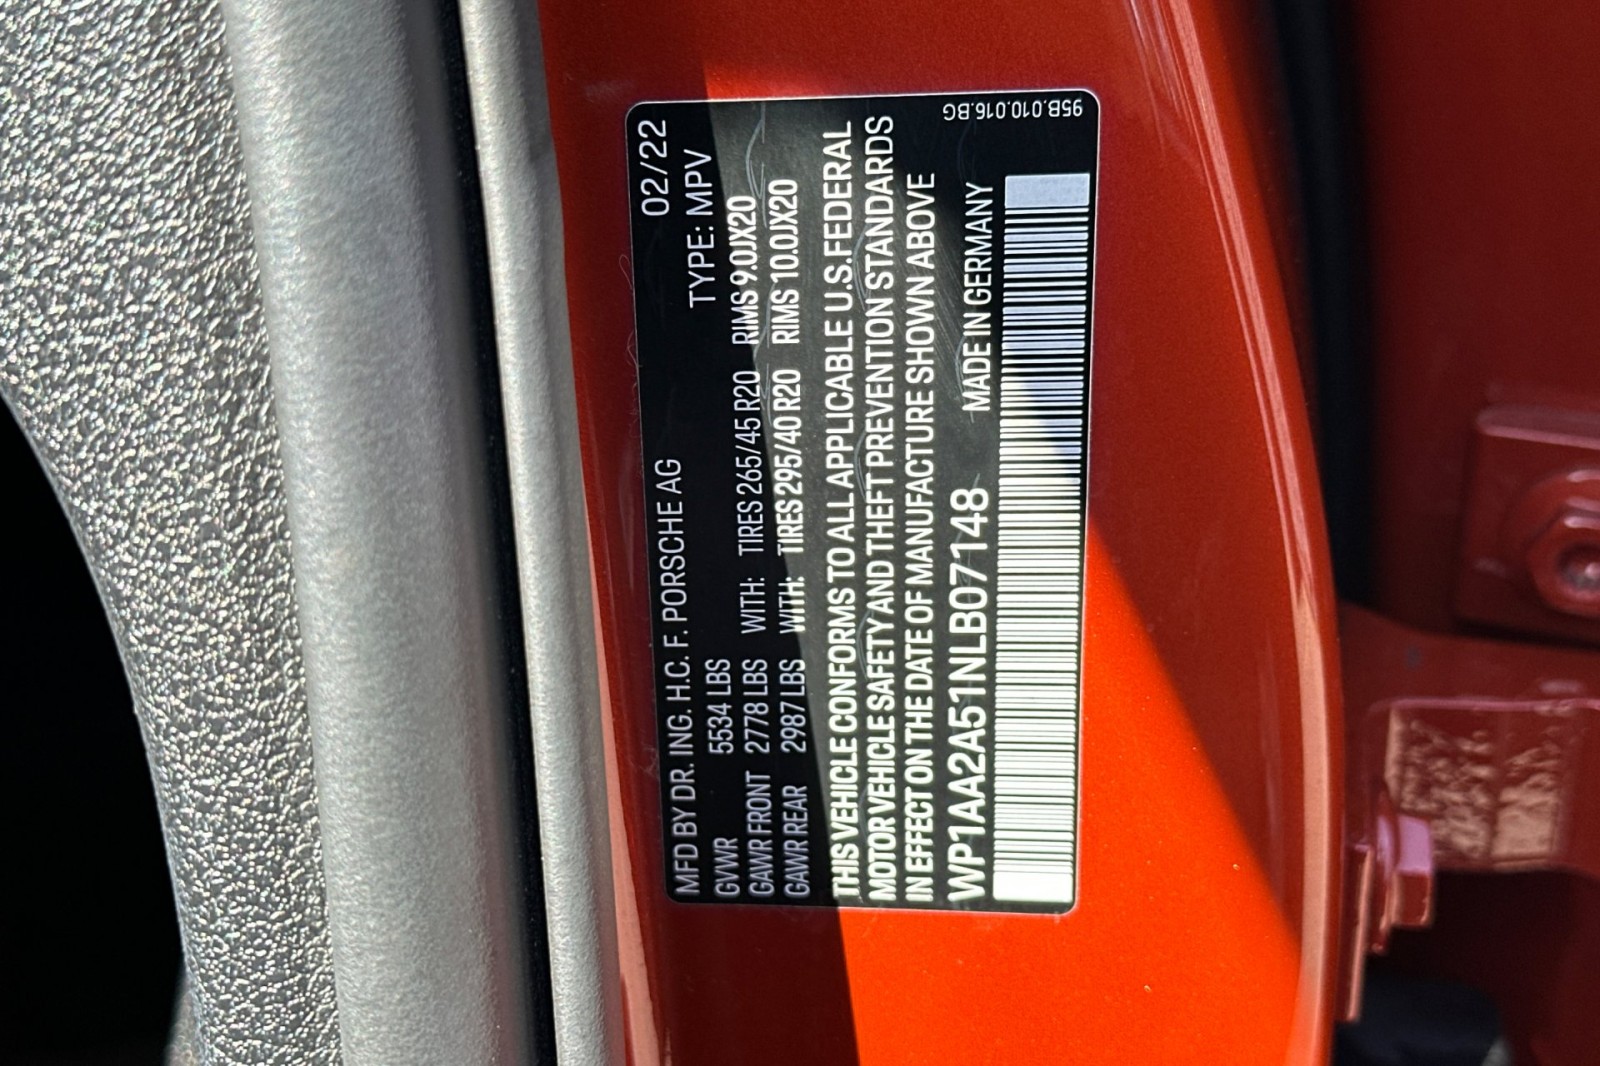 MFD BY DR. ING. H.C. F. PORSCHE AG 02/22
GVWR 5534 LBS TYPE: MPV
GAWR FRONT 2778 LBS WITH: TIRES 265/45 R20 RIMS 9.0JX20
GAWR REAR 2987 LBS WITH: TIRES 295/40 R20 RIMS 10.0JX20
THIS VEHICLE CONFORMS TO ALL APPLICABLE U.S. FEDERAL
MOTOR VEHICLE SAFETY AND THEFT PREVENTION STANDARDS
IN EFFECT ON THE DATE OF MANUFACTURE SHOWN ABOVE
WP1AA2A51NLB07148 MADE IN GERMANY
95B.010.016.BG